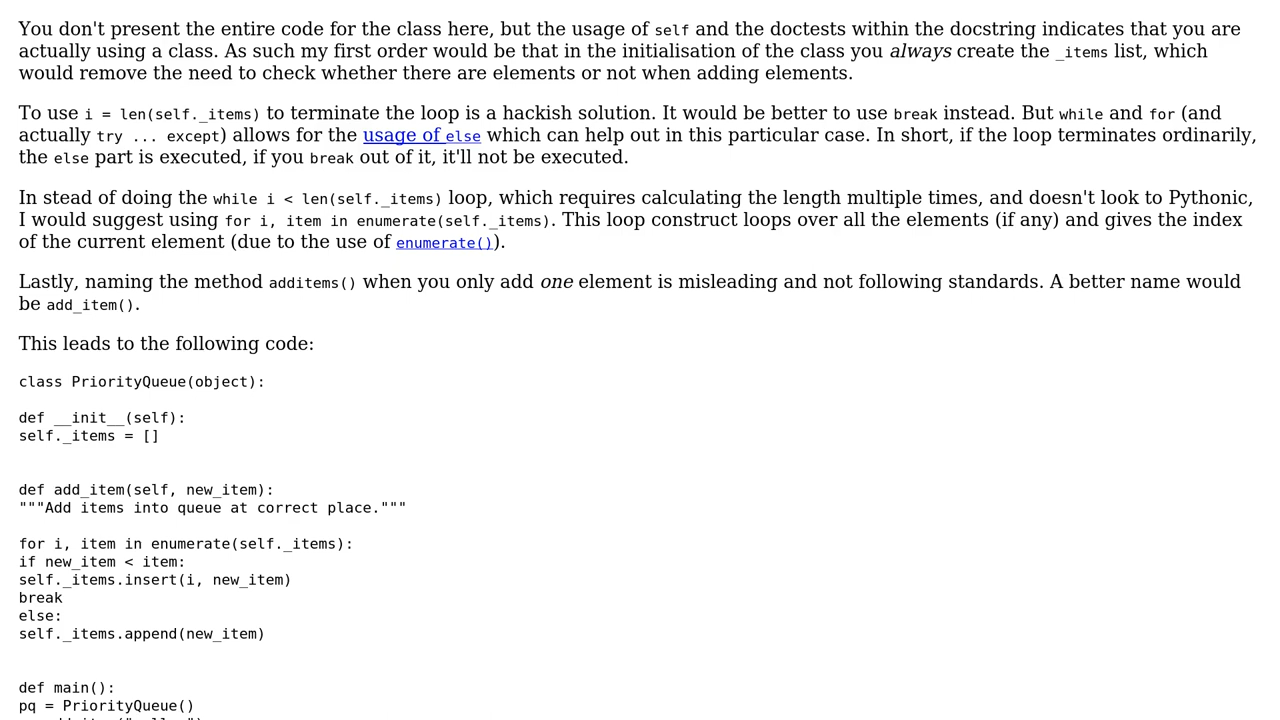 You don't present the entire code for the class here, but the usage of self and the doctests within the docstring indicates that you are
actually using a class. As such my first order would be that in the initialisation of the class you always create the _items list, which
would remove the need to check whether there are elements or not when adding elements.
To use i = len(self._items) to terminate the loop is a hackish solution. It would be better to use break instead. But while and for (and
actually try ... except) allows for the usage of else which can help out in this particular case. In short, if the loop terminates ordinarily,
the else part is executed, if you break out of it, it'll not be executed.
In stead of doing the while i < len(self._items) loop, which requires calculating the length multiple times, and doesn't look to Pythonic,
I would suggest using for i, item in enumerate(self._items). This loop construct loops over all the elements (if any) and gives the index
of the current element (due to the use of enumerate()).
Lastly, naming the method additems() when you only add one element is misleading and not following standards. A better name would
be add_item().
This leads to the following code:
class PriorityQueue(object):
def __init__(self):
self._items = []
def add_item(self, new_item):
"""Add items into queue at correct place."""
for i, item in enumerate(self._items):
if new_item < item:
self._items.insert(i, new_item)
break
else:
self._items.append(new_item)
def main():
pq = PriorityQueue()